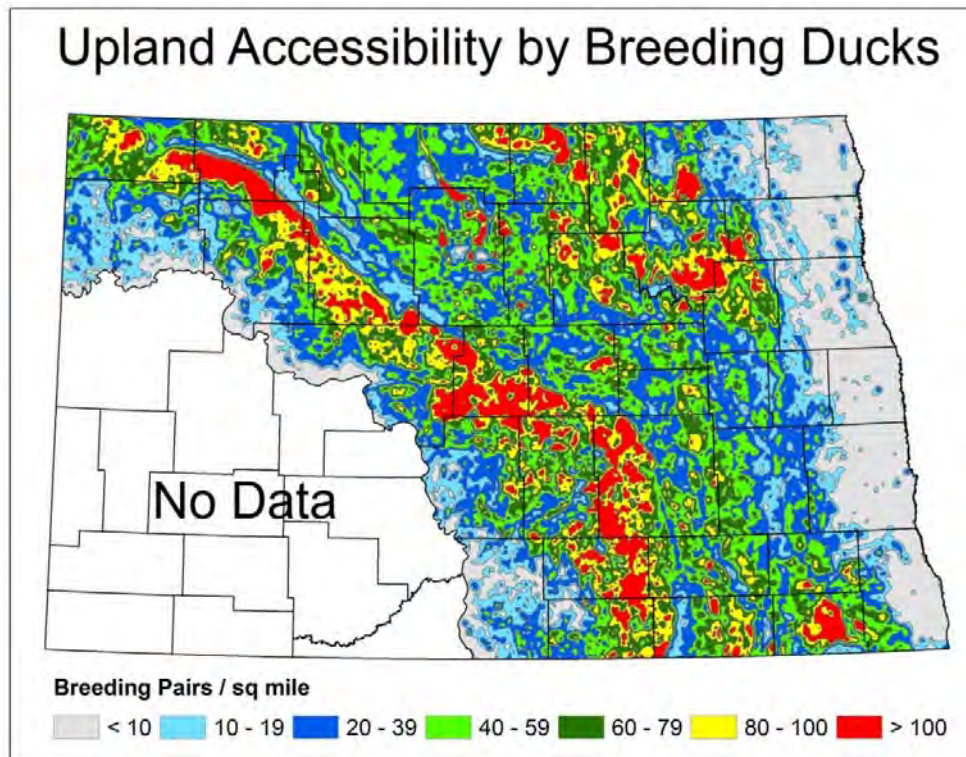 Upland Accessibility by Breeding Ducks
No Data
Breeding Pairs / sq mile
< 10 10 - 19 20 - 39 40 - 59 60 - 79 80 - 100 > 100